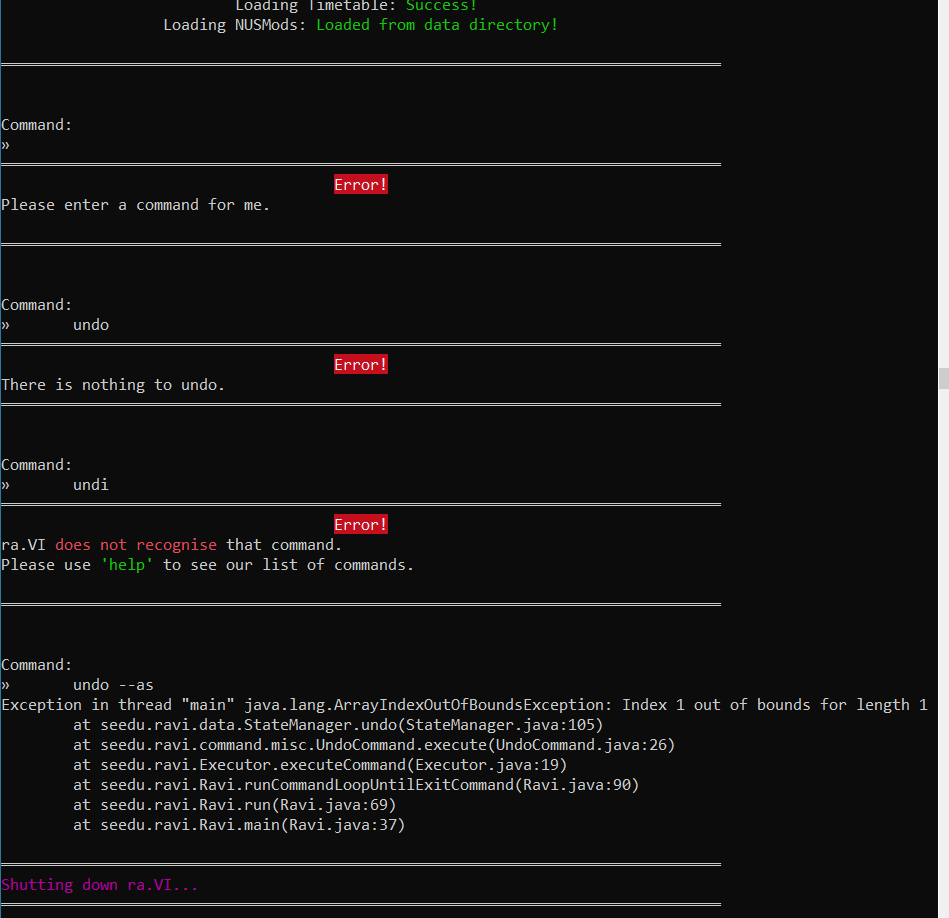 Loading Timetable: Success!
Loading NUSMods: Loaded from data directory!
Command:
»
Error!
Please enter a command for me.
Command:
» undo
Error!
There is nothing to undo.
Command:
» undi
Error!
ra.VI does not recognise that command.
Please use 'help' to see our list of commands.
Command:
» undo --as
Exception in thread "main" java.lang.ArrayIndexOutOfBoundsException: Index 1 out of bounds for length 1
at seedu.ravi.data.StateManager.undo(StateManager.java:105)
at seedu.ravi.command.misc.UndoCommand.execute(UndoCommand.java:26)
at seedu.ravi.Executor.executeCommand(Executor.java:19)
at seedu.ravi.Ravi.runCommandLoopUntilExitCommand(Ravi.java:90)
at seedu.ravi.Ravi.run(Ravi.java:69)
at seedu.ravi.Ravi.main(Ravi.java:37)
Shutting down ra.VI...